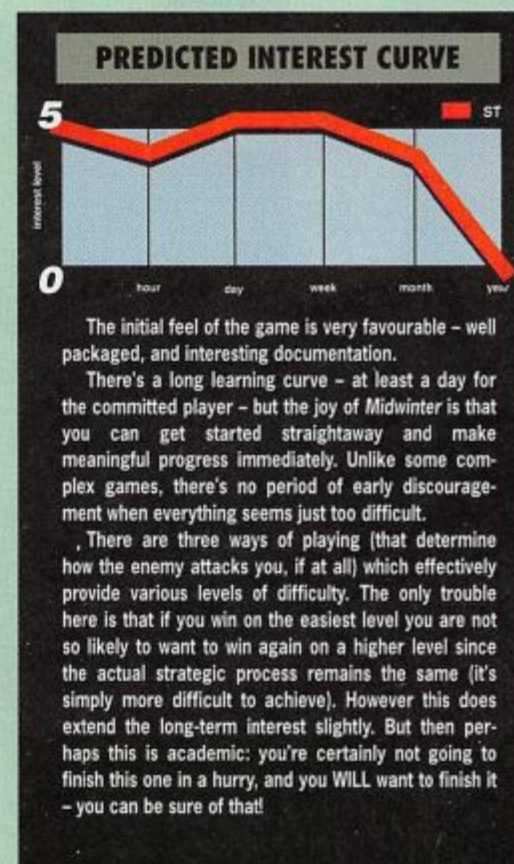 PREDICTED INTEREST CURVE
5
ST
interest level
0
hour
day
week
month
year
The initial feel of the game is very favourable – well
packaged, and interesting documentation.
There's a long learning curve – at least a day for
the committed player – but the joy of Midwinter is that
you can get started straightaway and make
meaningful progress immediately. Unlike some com-
plex games, there's no period of early discourage-
ment when everything seems just too difficult.
There are three ways of playing (that determine
how the enemy attacks you, if at all) which effectively
provide various levels of difficulty. The only trouble
here is that if you win on the easiest level you are not
so likely to want to win again on a higher level since
the actual strategic process remains the same (it's
simply more difficult to achieve). However this does
extend the long-term interest slightly. But then per-
haps this is academic: you're certainly not going to
finish this one in a hurry, and you WILL want to finish it
– you can be sure of that!